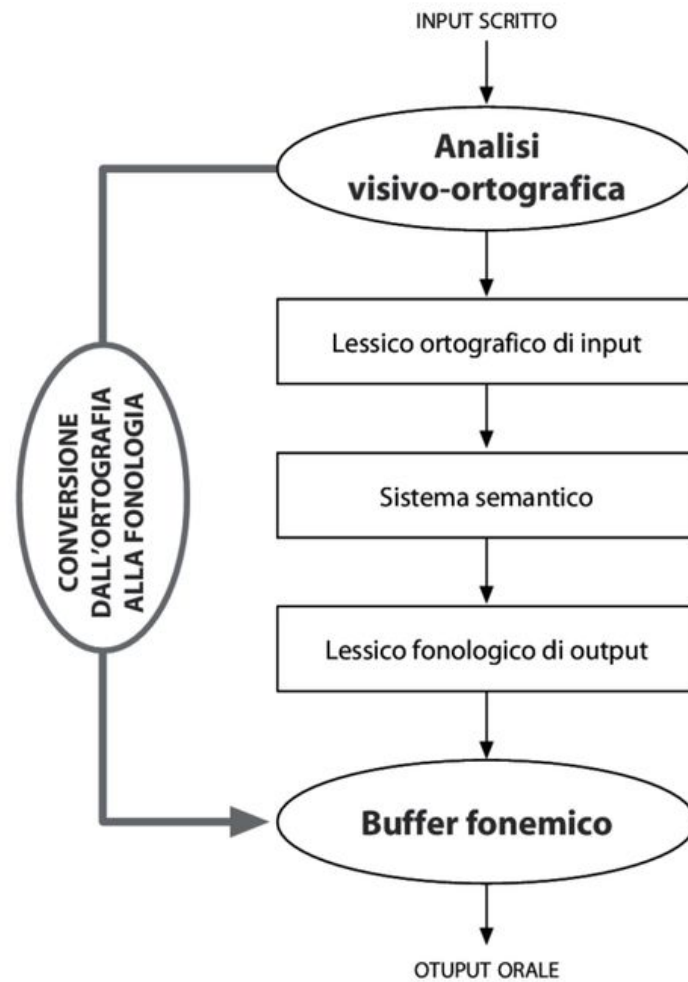 INPUT SCRITTO
Analisi
visivo-ortografica
Lessico ortografico di input
CONVERSIONE
DALL'ORTOGRAFIA
ALLA FONOLOGIA
Sistema semantico
Lessico fonologico di output
Buffer fonemico
OTUPUT ORALE